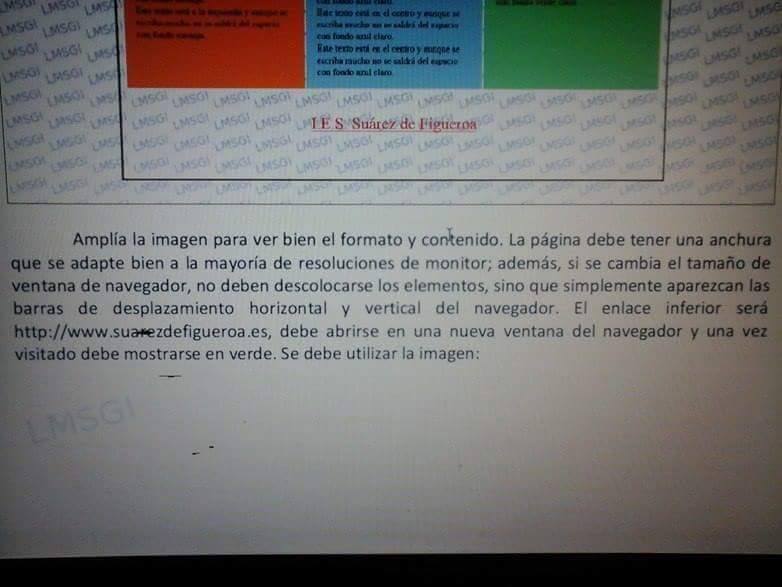 Este texto está a la izquierda y aunque se
escriba mucho no se saldrá del espacio
con fondo naranja.
Este texto está en el centro y aunque se
escriba mucho no se saldrá del espacio
con fondo azul claro.
Este texto está en el centro y aunque se
escriba mucho no se saldrá del espacio
con fondo azul claro.
I E S Suárez de Figueroa
Amplía la imagen para ver bien el formato y contenido. La página debe tener una anchura
que se adapte bien a la mayoría de resoluciones de monitor; además, si se cambia el tamaño de
ventana de navegador, no deben descolocarse los elementos, sino que simplemente aparezcan las
barras de desplazamiento horizontal y vertical del navegador. El enlace inferior será
http://www.suarezdefigueroa.es, debe abrirse en una nueva ventana del navegador y una vez
visitado debe mostrarse en verde. Se debe utilizar la imagen:
LMSGI